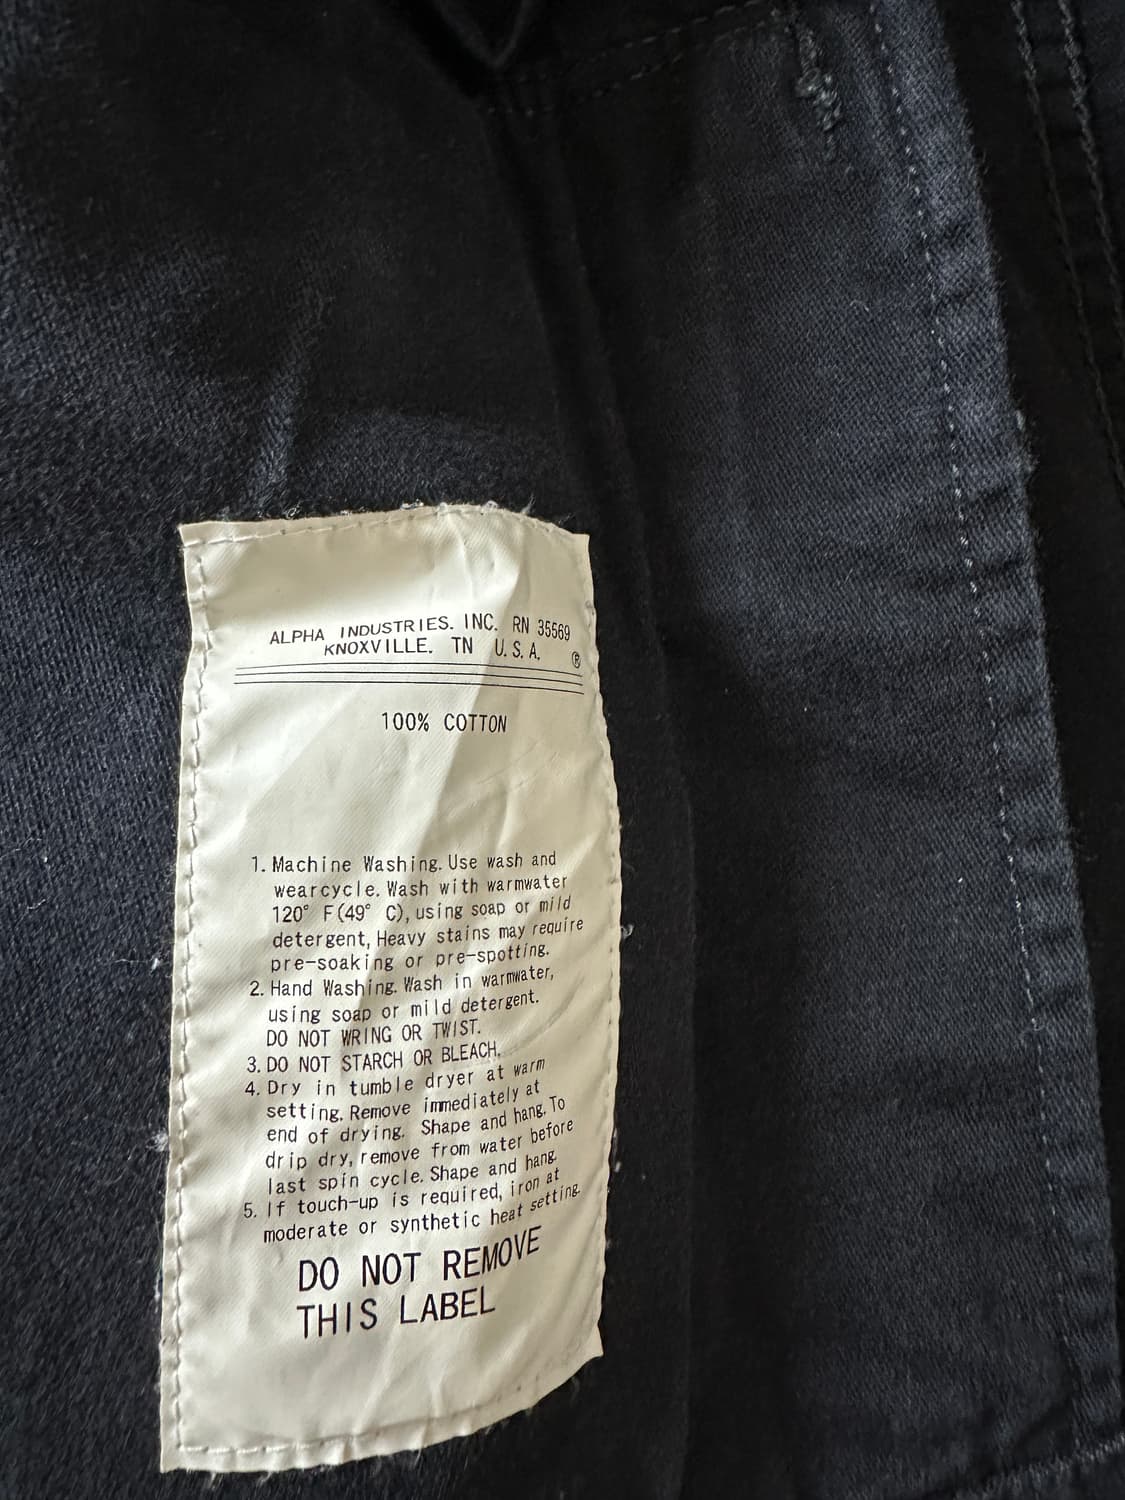 ALPHA INDUSTRIES. INC. RN 35569
KNOXVILLE. TN U.S.A. ®
100% COTTON
1. Machine Washing. Use wash and
wearcycle. Wash with warmwater
120° F(49° C), using soap or mild
detergent, Heavy stains may require
pre-soaking or pre-spotting.
2. Hand Washing. Wash in warmwater,
using soap or mild detergent.
DO NOT WRING OR TWIST.
3. DO NOT STARCH OR BLEACH.
4. Dry in tumble dryer at warm
setting. Remove immediately at
end of drying. Shape and hang. To
drip dry, remove from water before
last spin cycle. Shape and hang.
5. If touch-up is required, iron at
moderate or synthetic heat setting.
DO NOT REMOVE
THIS LABEL